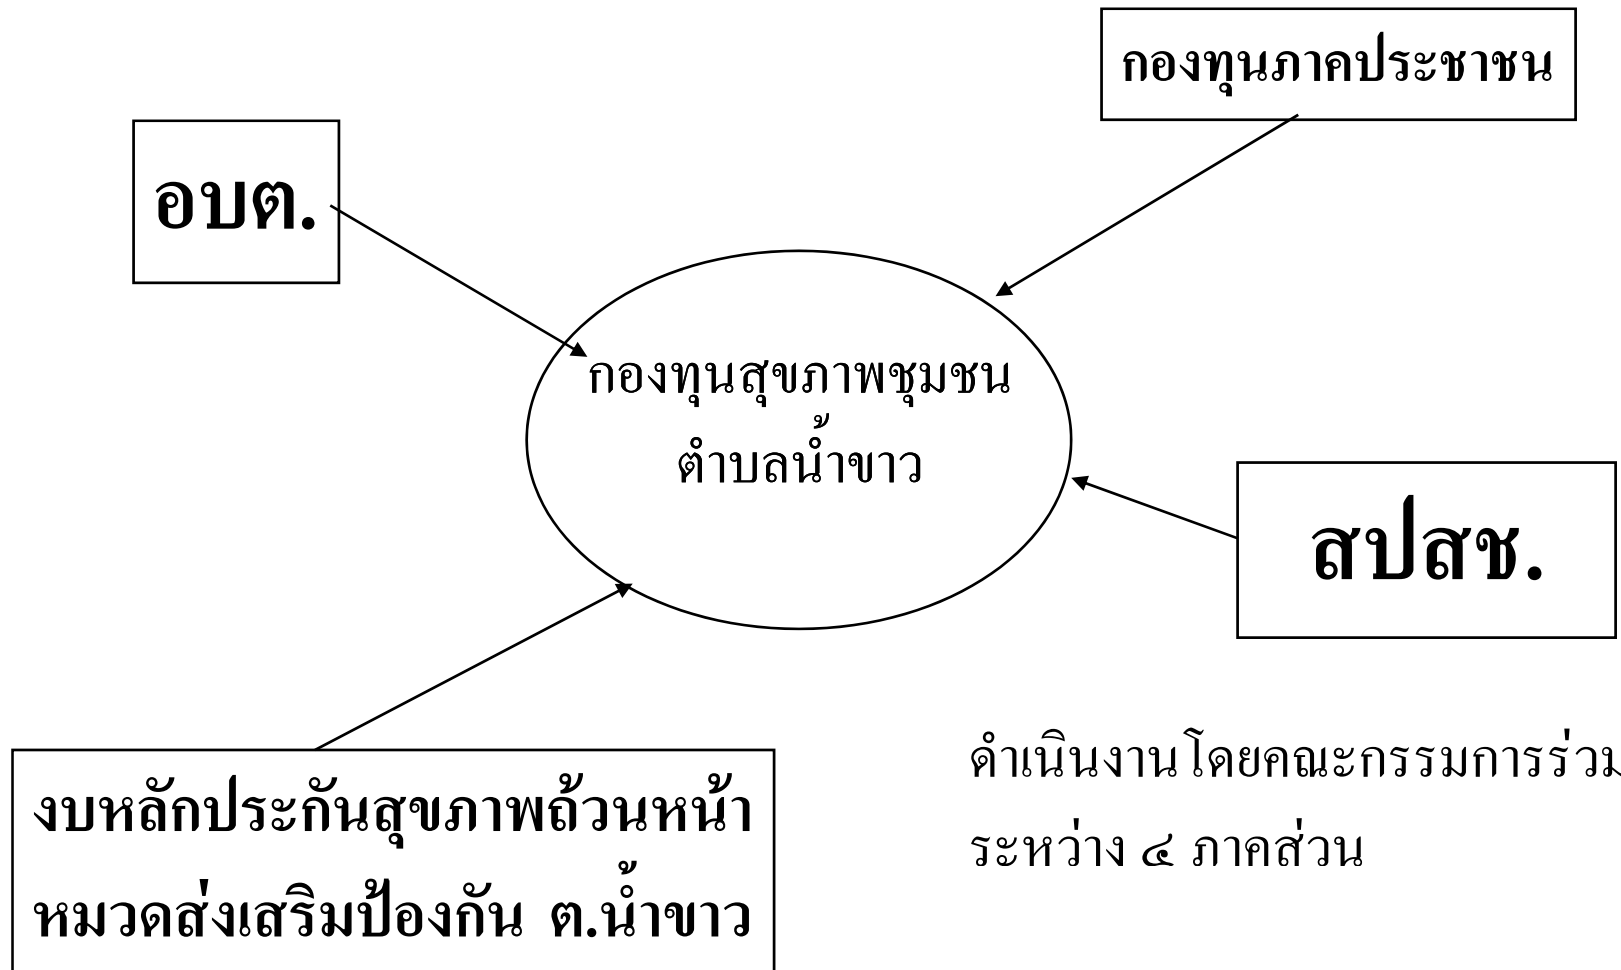 กองทุนภาคประชาชน
อบต.
กองทุนสุขภาพชุมชน
ตำบลน้ำขาว
สปสช.
งบหลักประกันสุขภาพถ้วนหน้า
หมวดส่งเสริมป้องกัน ต.น้ำขาว
ดำเนินงานโดยคณะกรรมการร่วม
ระหว่าง ๔ ภาคส่วน